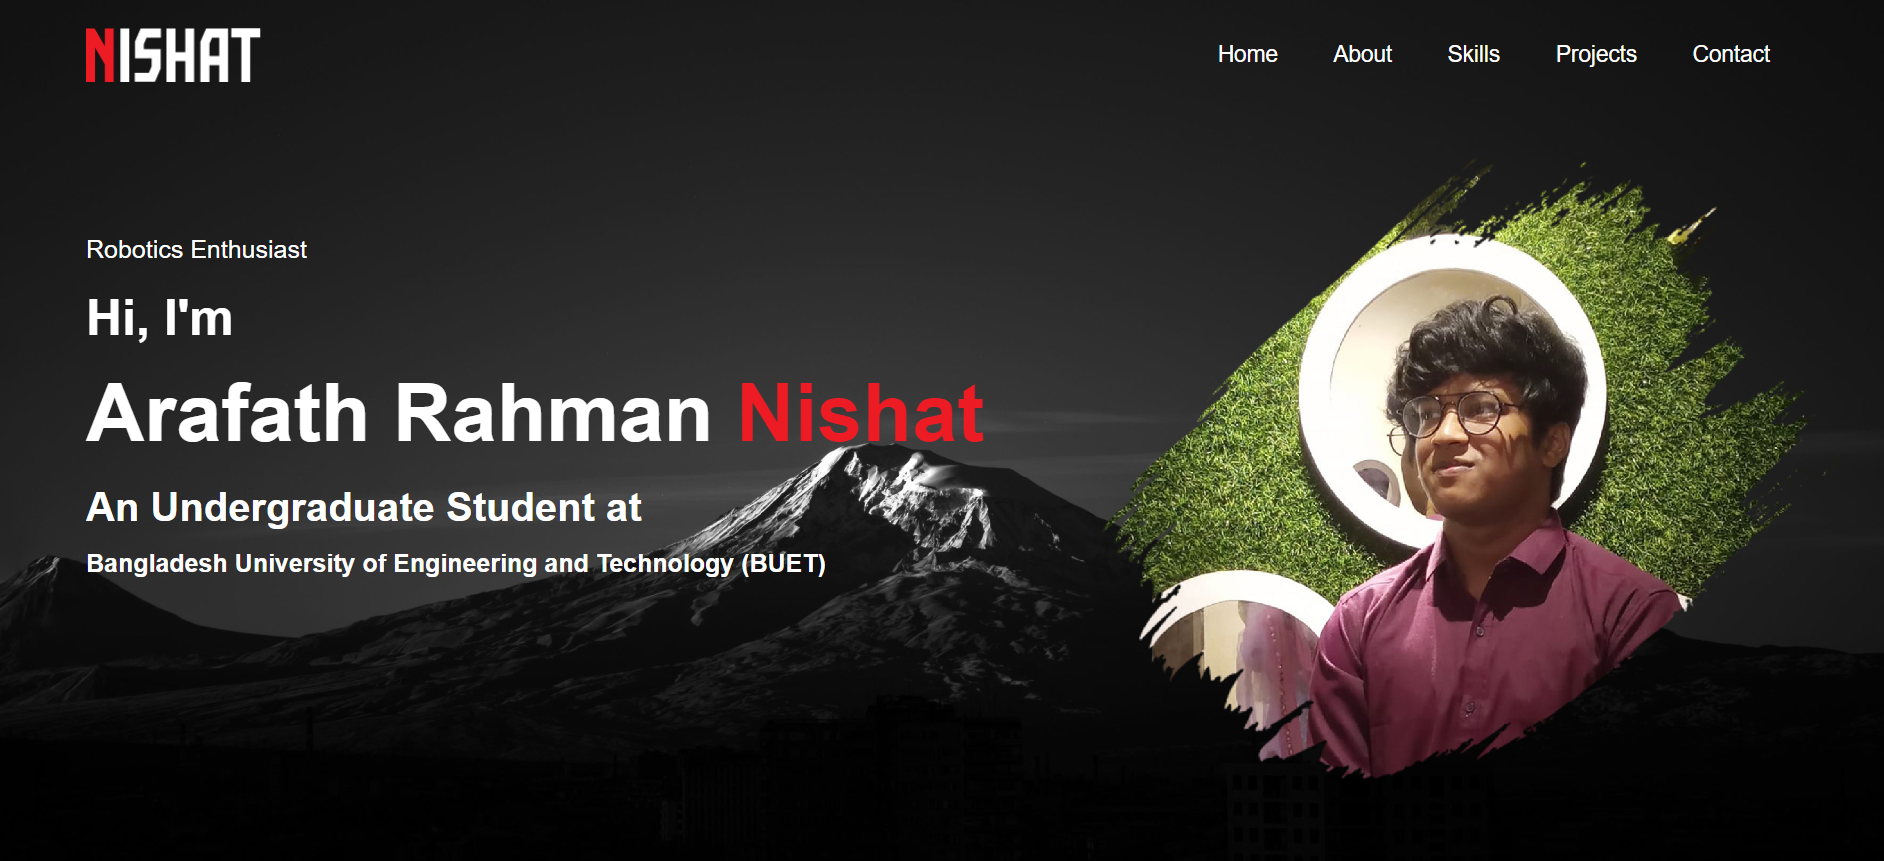 NISHAT
Home About Skills Projects Contact
Robotics Enthusiast
Hi, I'm
Arafath Rahman Nishat
An Undergraduate Student at
Bangladesh University of Engineering and Technology (BUET)